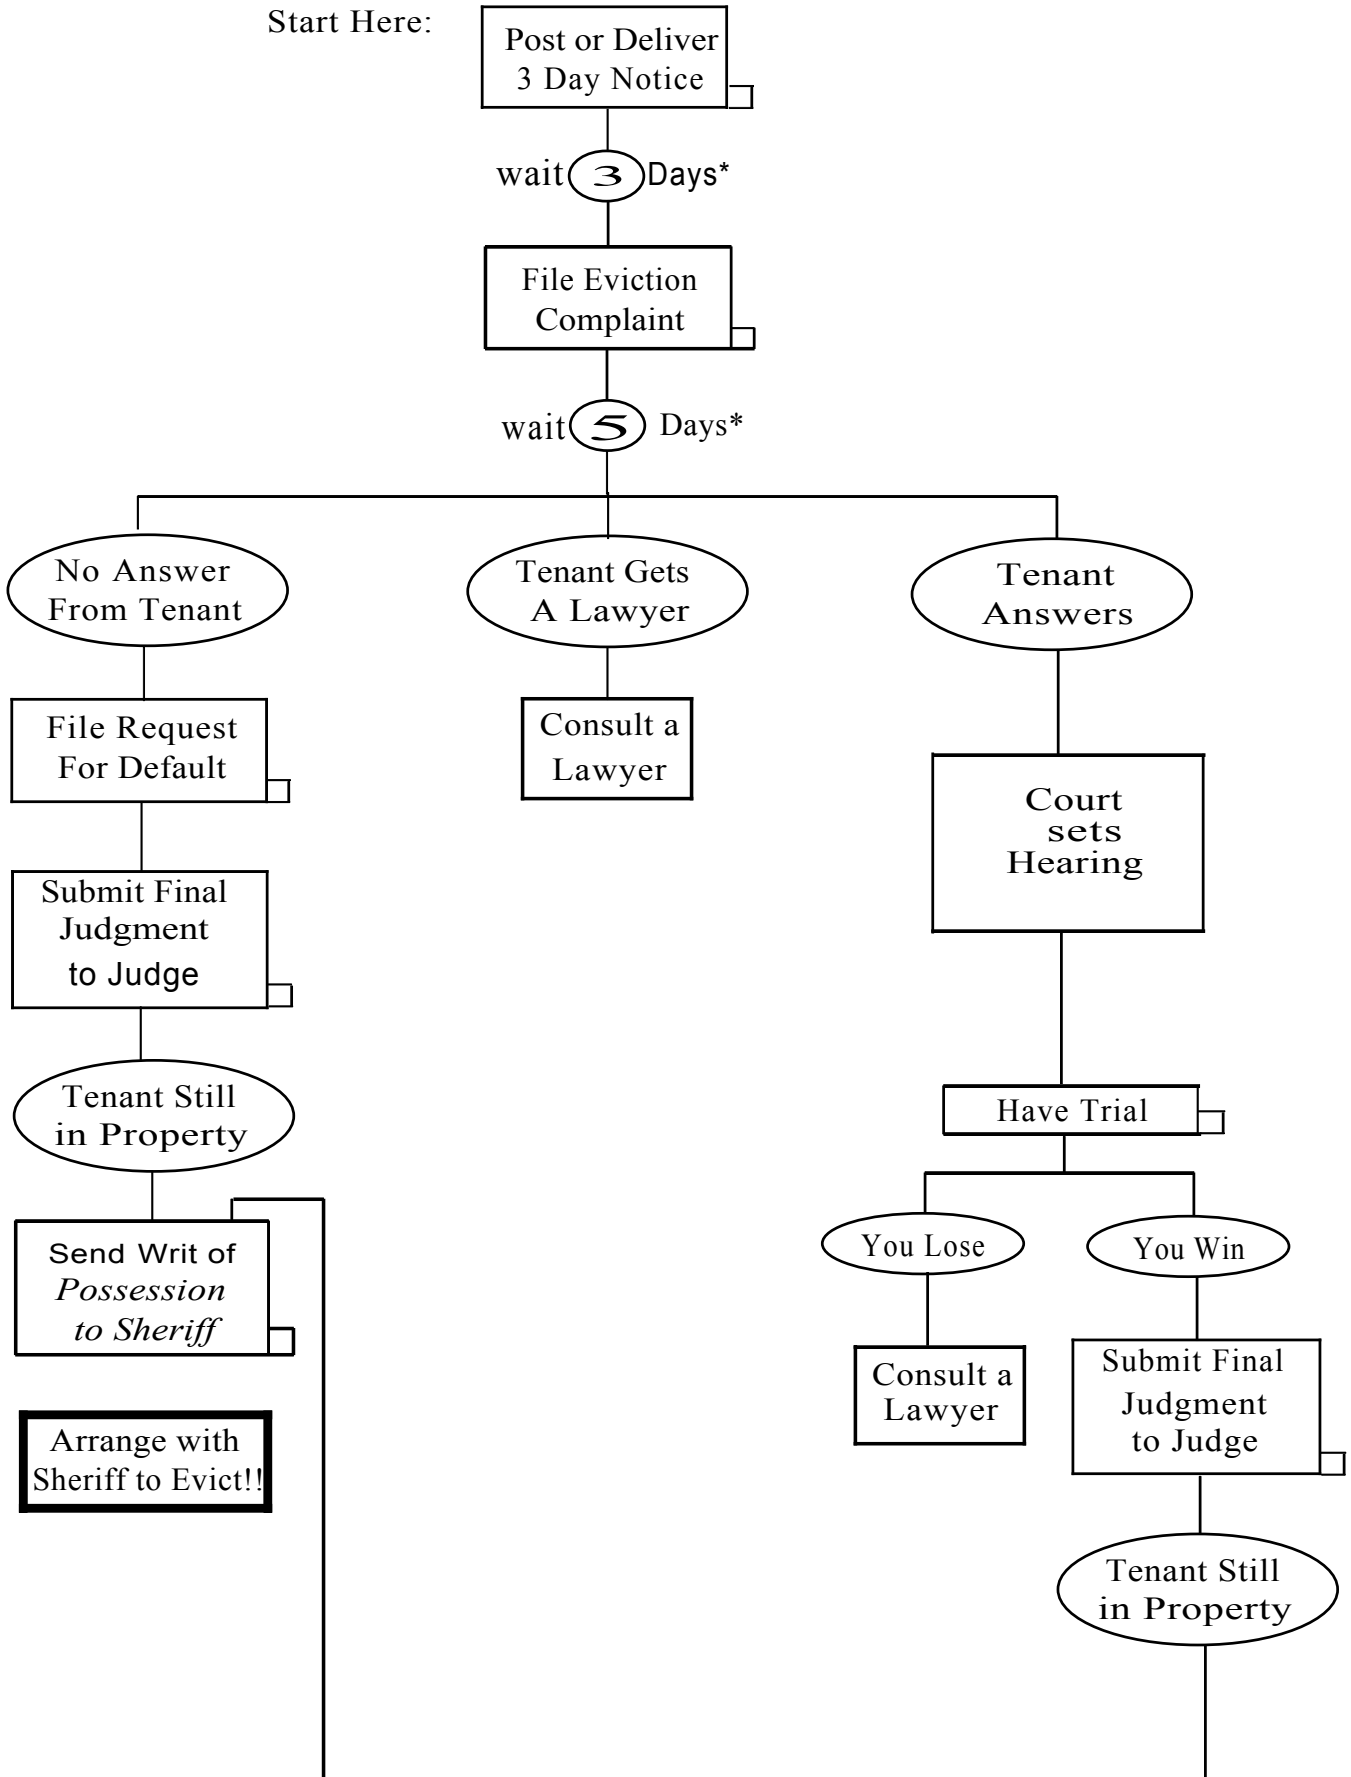 Start Here:
Post or Deliver
3 Day Notice
wait 3 Days*
File Eviction
Complaint
wait 5 Days*
No Answer
From Tenant
Tenant Gets
A Lawyer
Tenant
Answers
File Request
For Default
Consult a
Lawyer
Court
sets
Hearing
Submit Final
Judgment
to Judge
Tenant Still
in Property
Have Trial
Send Writ of
Possession
to Sheriff
You Lose
You Win
Consult a
Lawyer
Submit Final
Judgment
to Judge
Arrange with
Sheriff to Evict!!
Tenant Still
in Property